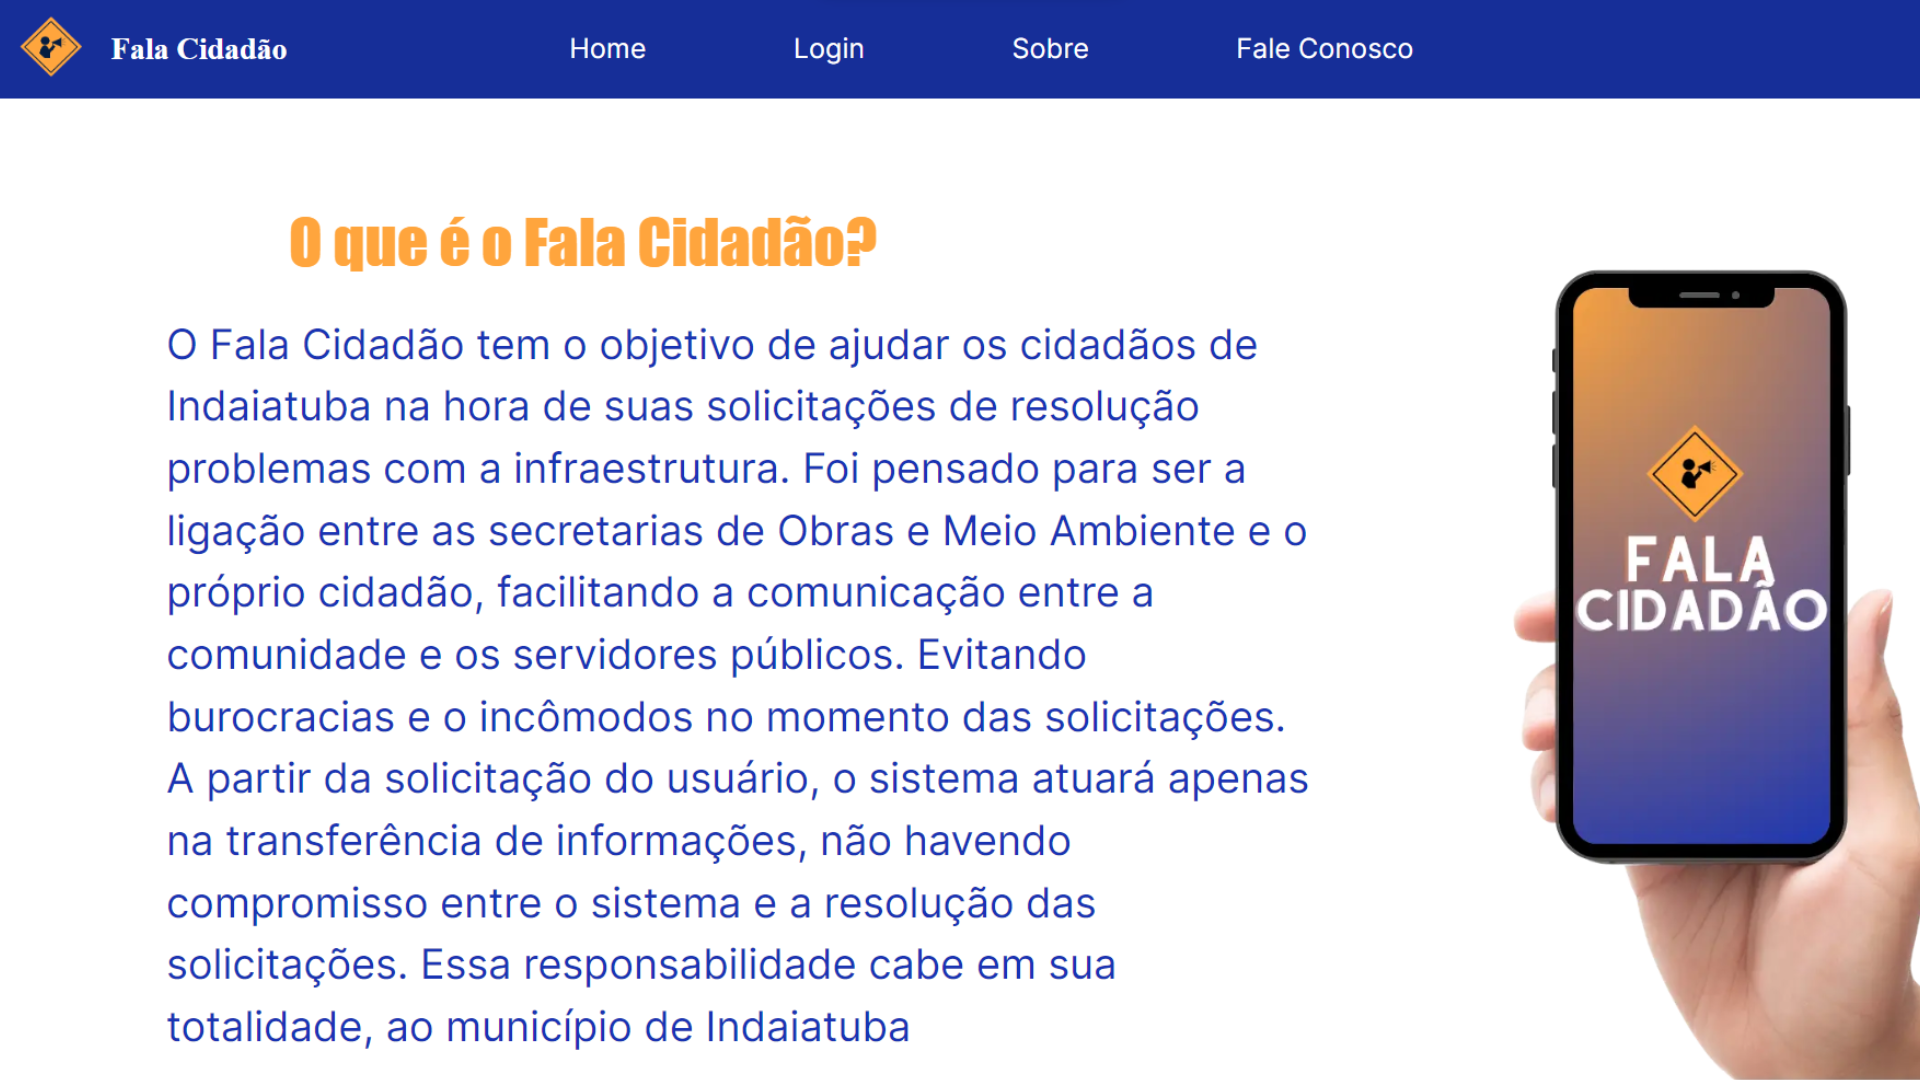 Fala Cidadão
Home
Login
Sobre
Fale Conosco
O que é o Fala Cidadão?
O Fala Cidadão tem o objetivo de ajudar os cidadãos de
Indaiatuba na hora de suas solicitações de resolução
problemas com a infraestrutura. Foi pensado para ser a
ligação entre as secretarias de Obras e Meio Ambiente e o
próprio cidadão, facilitando a comunicação entre a
comunidade e os servidores públicos. Evitando
burocracias e o incômodos no momento das solicitações.
A partir da solicitação do usuário, o sistema atuará apenas
na transferência de informações, não havendo
compromisso entre o sistema e a resolução das
solicitações. Essa responsabilidade cabe em sua
totalidade, ao município de Indaiatuba
FALA
CIDADÃO